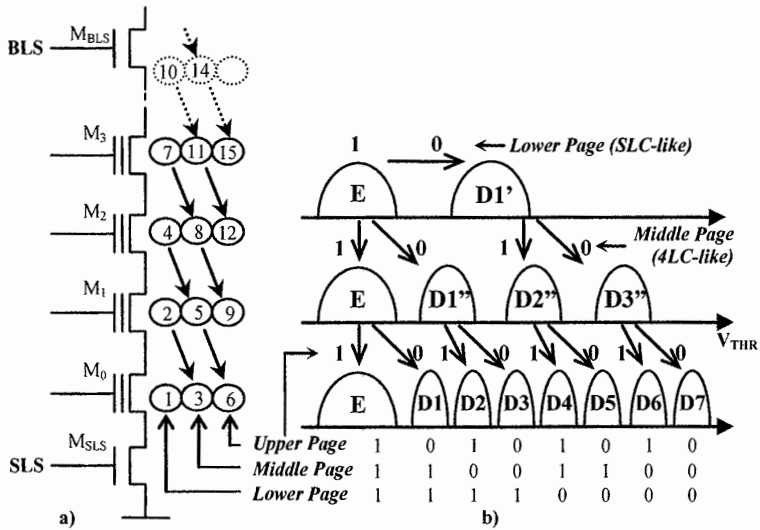 BLS
M_BLS
10 14
M_3
7 11 15
M_2
4 8 12
M_1
2 5 9
M_0
1 3 6
M_SLS
SLS
a)
1 0 Lower Page (SLC-like)
E D1'
1 0 1 0 Middle Page
(4LC-like)
E D1'' D2'' D3''
V_THR
1 0 1 0 1 0 1 0
E D1 D2 D3 D4 D5 D6 D7
Upper Page 1 0 1 0 1 0 1 0
Middle Page 1 1 0 0 1 1 0 0
Lower Page 1 1 1 1 0 0 0 0
b)